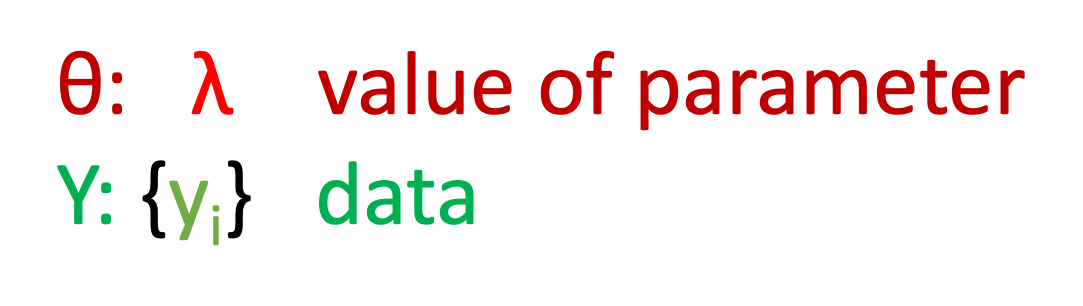 θ: λ value of parameter
Y: {yᵢ} data